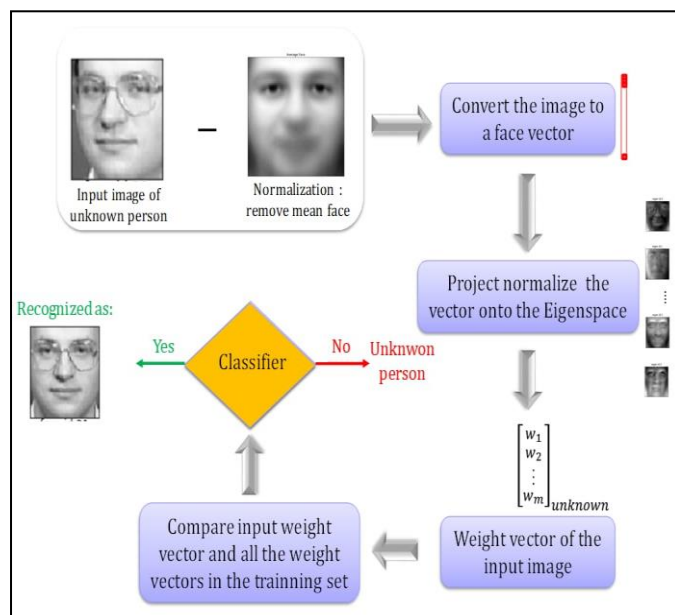 Input image of
unknown person
–
Normalization :
remove mean face
Convert the image to
a face vector
Project normalize the
vector onto the Eigenspace
w1
w2
⋮
wm
unknown
Weight vector of the
input image
Compare input weight
vector and all the weight
vectors in the trainning set
Classifier
Yes
No
Recognized as:
Unknwon
person